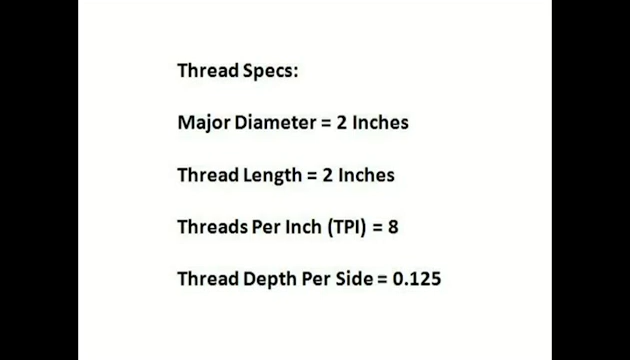 Thread Specs:
Major Diameter = 2 Inches
Thread Length = 2 Inches
Threads Per Inch (TPI) = 8
Thread Depth Per Side = 0.125